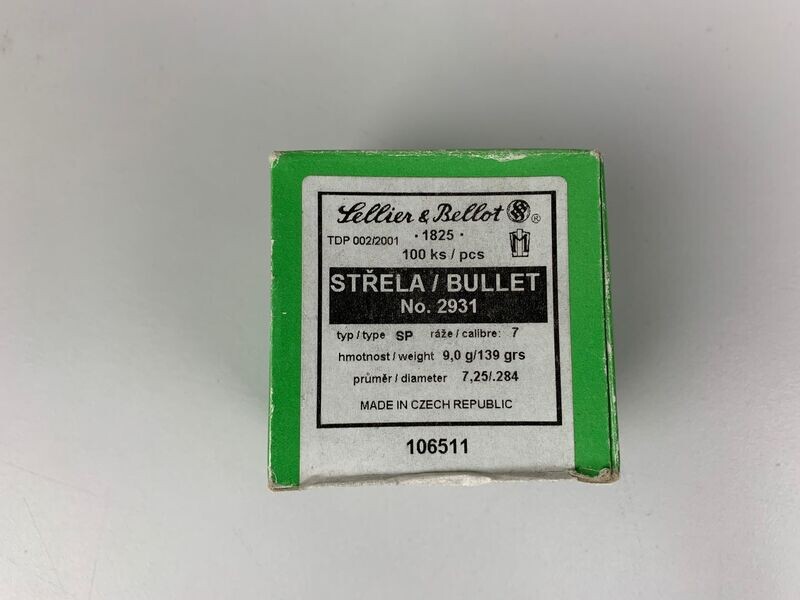 Sellier & Bellot ®
TDP 002/2001 · 1825 ·
100 ks / pcs
STŘELA / BULLET
No. 2931
typ / type SP ráže / calibre: 7
hmotnost / weight 9,0 g/139 grs
průměr / diameter 7,25/.284
MADE IN CZECH REPUBLIC
106511